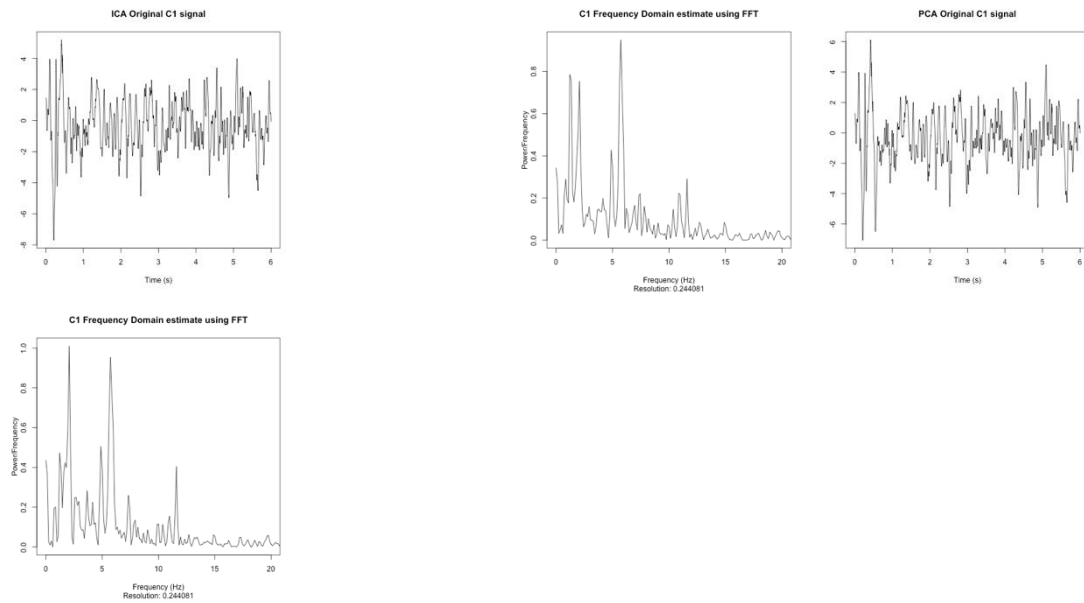 ICA Original C1 signal
4
2
0
-2
-4
-6
-8
0 1 2 3 4 5 6
Time (s)
C1 Frequency Domain estimate using FFT
Power/Frequency
0.8
0.6
0.4
0.2
0.0
0 5 10 15 20
Frequency (Hz)
Resolution: 0.244081
PCA Original C1 signal
6
4
2
0
-2
-4
-6
0 1 2 3 4 5 6
Time (s)
C1 Frequency Domain estimate using FFT
Power/Frequency
1.0
0.8
0.6
0.4
0.2
0.0
0 5 10 15 20
Frequency (Hz)
Resolution: 0.244081